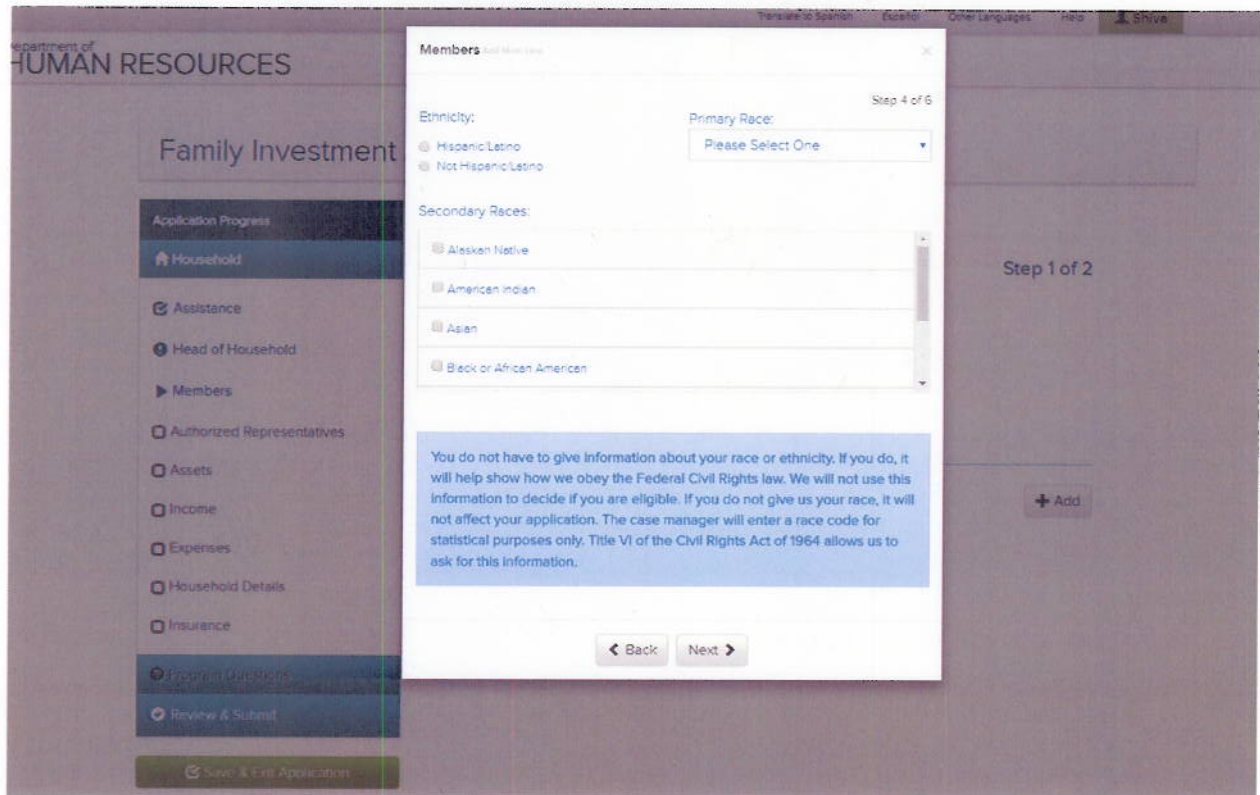 Translate to Spanish Español Other Languages Help Shiva
epartment of
HUMAN RESOURCES
Members
×
Step 4 of 6
Ethnicity:
Primary Race:
Hispanic/Latino
Please Select One
Not Hispanic/Latino
Family Investment
Secondary Races:
Application Progress
Alaskan Native
Household
Step 1 of 2
American Indian
Assistance
Asian
Head of Household
Black or African American
Members
Authorized Representatives
You do not have to give information about your race or ethnicity. If you do, it
will help show how we obey the Federal Civil Rights law. We will not use this
information to decide if you are eligible. If you do not give us your race, it will
not affect your application. The case manager will enter a race code for
statistical purposes only. Title VI of the Civil Rights Act of 1964 allows us to
ask for this information.
Assets
Income
+ Add
Expenses
Household Details
Insurance
Back Next
Program Questions
Review & Submit
Save & Exit Application